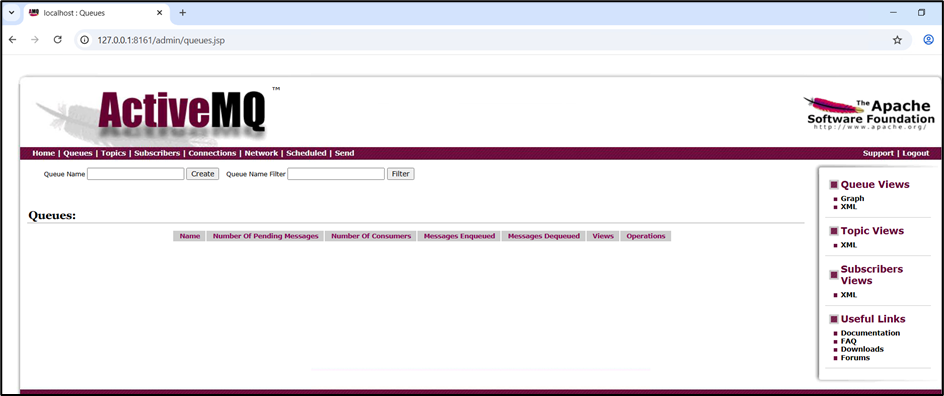 AMQ localhost : Queues
127.0.0.1:8161/admin/queues.jsp
ActiveMQ™
The Apache
Software Foundation
http://www.apache.org/
Home | Queues | Topics | Subscribers | Connections | Network | Scheduled | Send
Support | Logout
Queue Name Create Queue Name Filter Filter
Queues:
Name Number Of Pending Messages Number Of Consumers Messages Enqueued Messages Dequeued Views Operations
Queue Views
Graph
XML
Topic Views
XML
Subscribers
Views
XML
Useful Links
Documentation
FAQ
Downloads
Forums